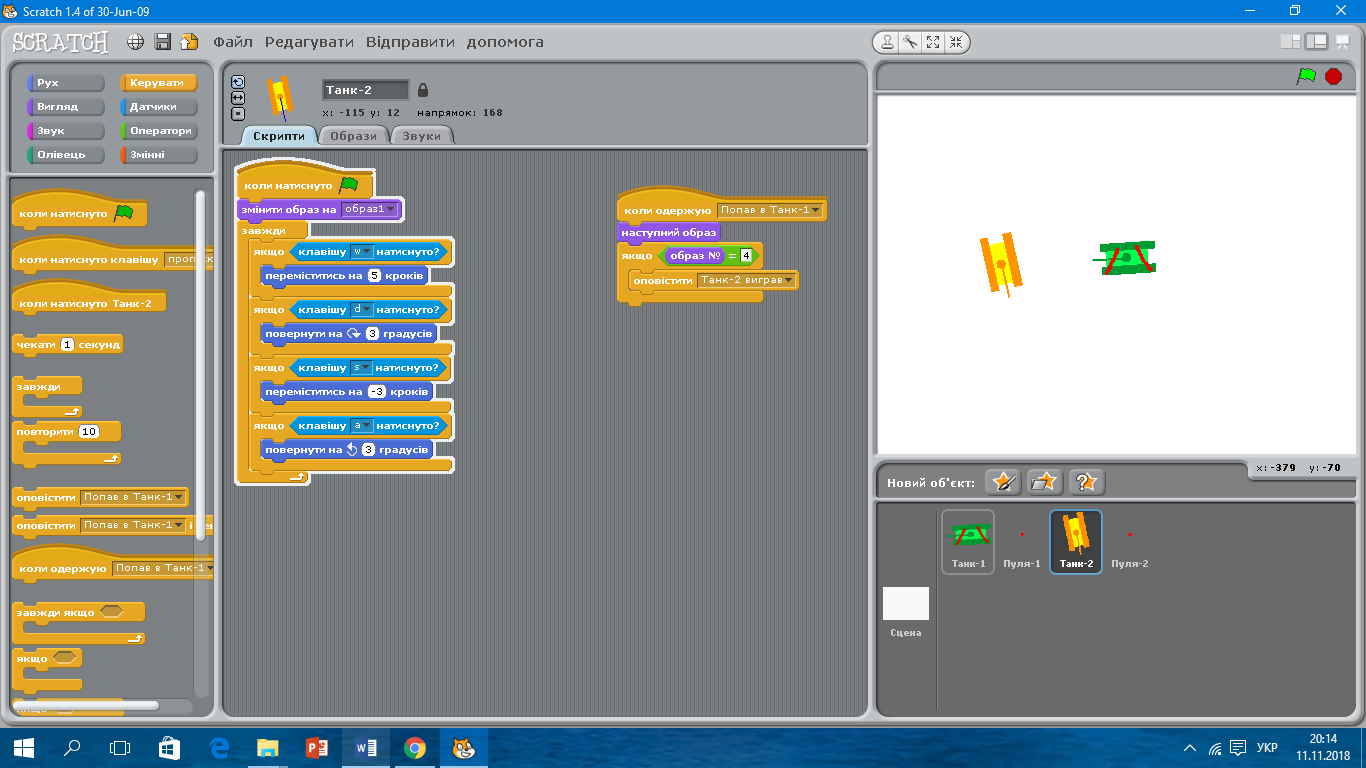 Scratch 1.4 of 30-Jun-09
SCRATCH
Файл Редагувати Відправити допомога
Рух Керувати
Вигляд Датчики
Звук Оператори
Олівець Змінні
коли натиснуто
коли натиснуто клавішу
коли натиснуто Танк-2
чекати 1 секунд
завжди
повторити 10
оповістити Попав в Танк-1
оповістити Попав в Танк-1 і
коли одержую Попав в Танк-1
завжди якщо
якщо
Танк-2
x: -115 y: 12 напрямок: 168
Скрипти Образи Звуки
коли натиснуто
змінити образ на образ1
завжди
якщо клавішу w натиснуто?
переміститись на 5 кроків
якщо клавішу d натиснуто?
повернути на 3 градусів
якщо клавішу s натиснуто?
переміститись на -3 кроків
якщо клавішу a натиснуто?
повернути на 3 градусів
коли одержую Попав в Танк-1
наступний образ
якщо образ № = 4
оповістити Танк-2 виграв
x: -379 y: -70
Новий об'єкт:
Танк-1 Пуля-1 Танк-2 Пуля-2
Сцена
УКР
20:14
11.11.2018